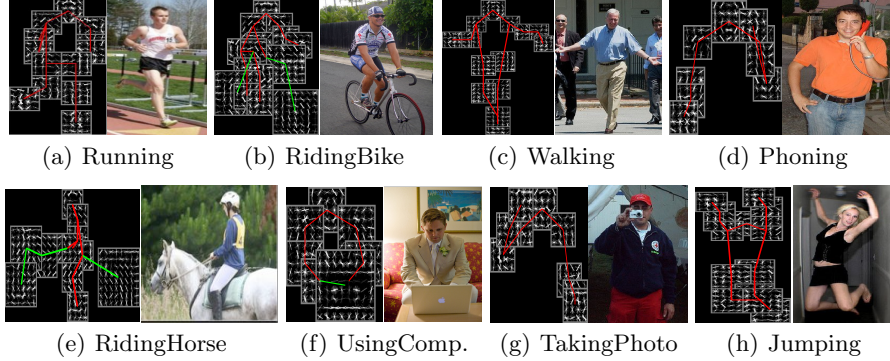 (a) Running
(b) RidingBike
(c) Walking
(d) Phoning
(e) RidingHorse
(f) UsingComp.
(g) TakingPhoto
(h) Jumping